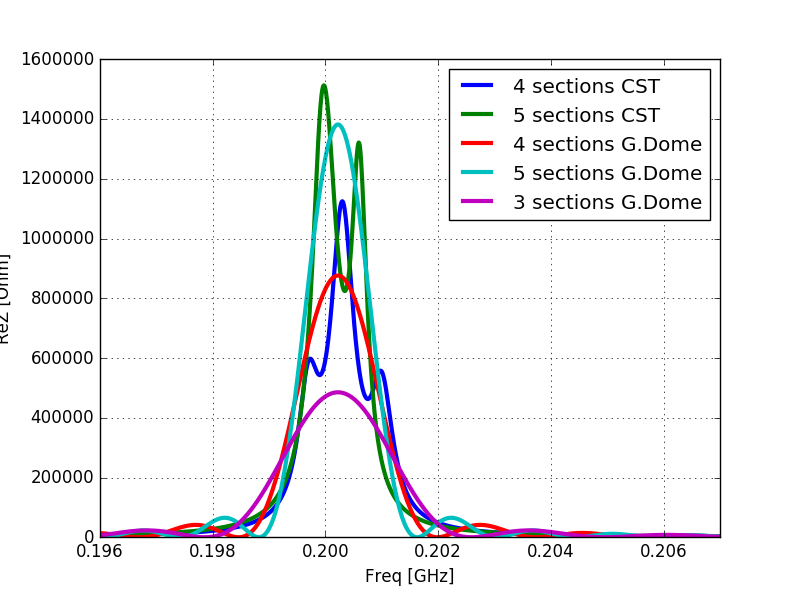 1600000
1400000
1200000
1000000
800000
600000
400000
200000
0
ReZ [Ohm]
4 sections CST
5 sections CST
4 sections G.Dome
5 sections G.Dome
3 sections G.Dome
0.196 0.198 0.200 0.202 0.204 0.206
Freq [GHz]